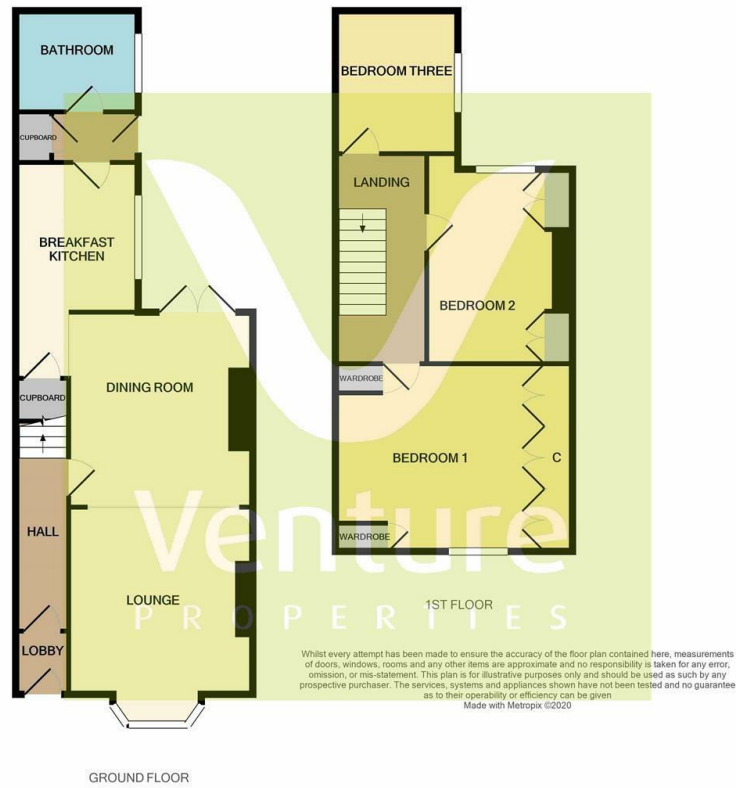 BATHROOM
CUPBOARD
BREAKFAST
KITCHEN
DINING ROOM
CUPBOARD
HALL
LOUNGE
LOBBY
GROUND FLOOR
BEDROOM THREE
LANDING
BEDROOM 2
WARDROBE
BEDROOM 1
C
WARDROBE
1ST FLOOR
Venture
PROPERTIES
Whilst every attempt has been made to ensure the accuracy of the floor plan contained here, measurements
of doors, windows, rooms and any other items are approximate and no responsibility is taken for any error,
omission, or mis-statement. This plan is for illustrative purposes only and should be used as such by any
prospective purchaser. The services, systems and appliances shown have not been tested and no guarantee
as to their operability or efficiency can be given
Made with Metropix ©2020